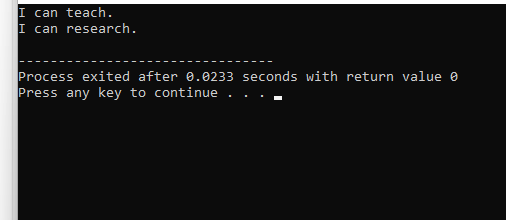 I can teach.
I can research.
--------------------------------
Process exited after 0.0233 seconds with return value 0
Press any key to continue . . .